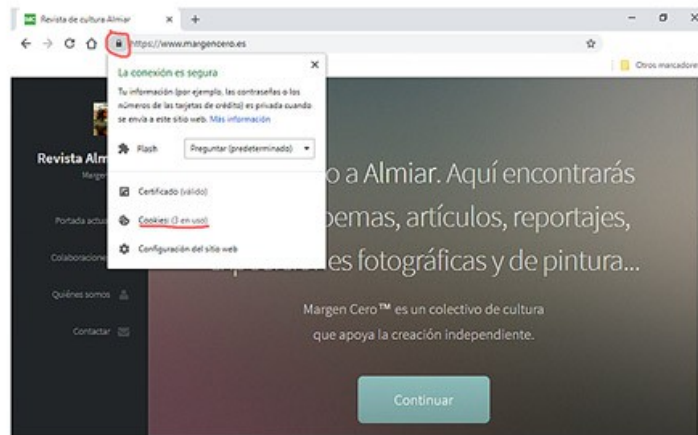 Revista de cultura Almiar
https://www.margencero.es
Otros marcadores
La conexión es segura
Tu información (por ejemplo, las contraseñas o los
números de las tarjetas de crédito) es privada cuando
se envía a este sitio web. Más información
Flash
Preguntar (predeterminado)
Certificado (válido)
Cookies (3 en uso)
Configuración del sitio web
Revista Alm
Margen
Portada actua
Colaboracione
Quiénes somos
Contactar
o a Almiar. Aquí encontrarás
oemas, artículos, reportajes,
es fotográficas y de pintura...
Margen Cero™ es un colectivo de cultura
que apoya la creación independiente.
Continuar